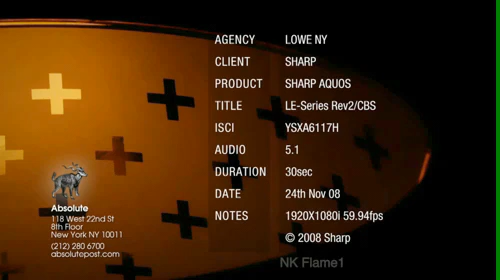 AGENCY LOWE NY
CLIENT SHARP
PRODUCT SHARP AQUOS
TITLE LE-Series Rev2/CBS
ISCI YSXA6117H
AUDIO 5.1
DURATION 30sec
DATE 24th Nov 08
NOTES 1920X1080i 59.94fps
© 2008 Sharp
NK Flame1
Absolute
118 West 22nd St
8th Floor
New York NY 10011
(212) 280 6700
absolutepost.com